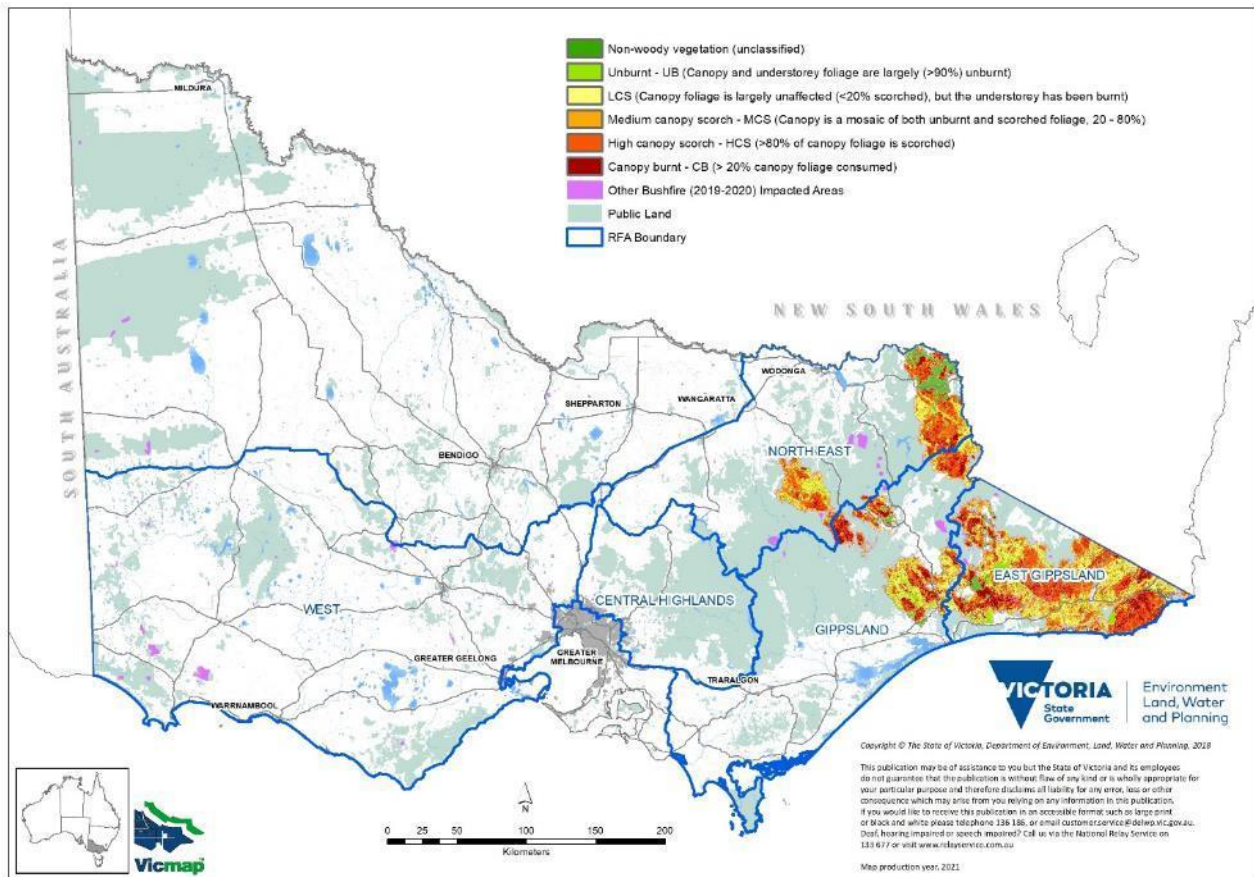 Non-woody vegetation (unclassified)
Unburnt - UB (Canopy and understorey foliage are largely (>90%) unburnt)
LCS (Canopy foliage is largely unaffected (<20% scorched), but the understorey has been burnt)
Medium canopy scorch - MCS (Canopy is a mosaic of both unburnt and scorched foliage, 20 - 80%)
High canopy scorch - HCS (>80% of canopy foliage is scorched)
Canopy burnt - CB (> 20% canopy foliage consumed)
Other Bushfire (2019-2020) Impacted Areas
Public Land
RFA Boundary
MILDURA
SOUTH AUSTRALIA
NEW SOUTH WALES
WODONGA
SHEPPARTON
WANGARATTA
BENDIGO
NORTH EAST
EAST GIPPSLAND
WEST
CENTRAL HIGHLANDS
GIPPSLAND
GREATER GEELONG
GREATER
MELBOURNE
TRARALGON
WARRNAMBOOL
VICTORIA
State
Government
Environment
Land, Water
and Planning
Copyright © The State of Victoria, Department of Environment, Land, Water and Planning, 2018
This publication may be of assistance to you but the State of Victoria and its employees
do not guarantee that the publication is without flaw of any kind or is wholly appropriate for
your particular purpose and therefore disclaims all liability for any error, loss or other
consequence which may arise from you relying on any information in this publication.
If you would like to receive this publication in an accessible format such as large print
or black and white please telephone 136 186, or email customer.service@delwp.vic.gov.au.
Deaf, hearing impaired or speech impaired? Call us via the National Relay Service on
133 677 or visit www.relayservice.com.au
Map production year, 2021
N
0 50 100 150 200
Kilometers
Vicmap